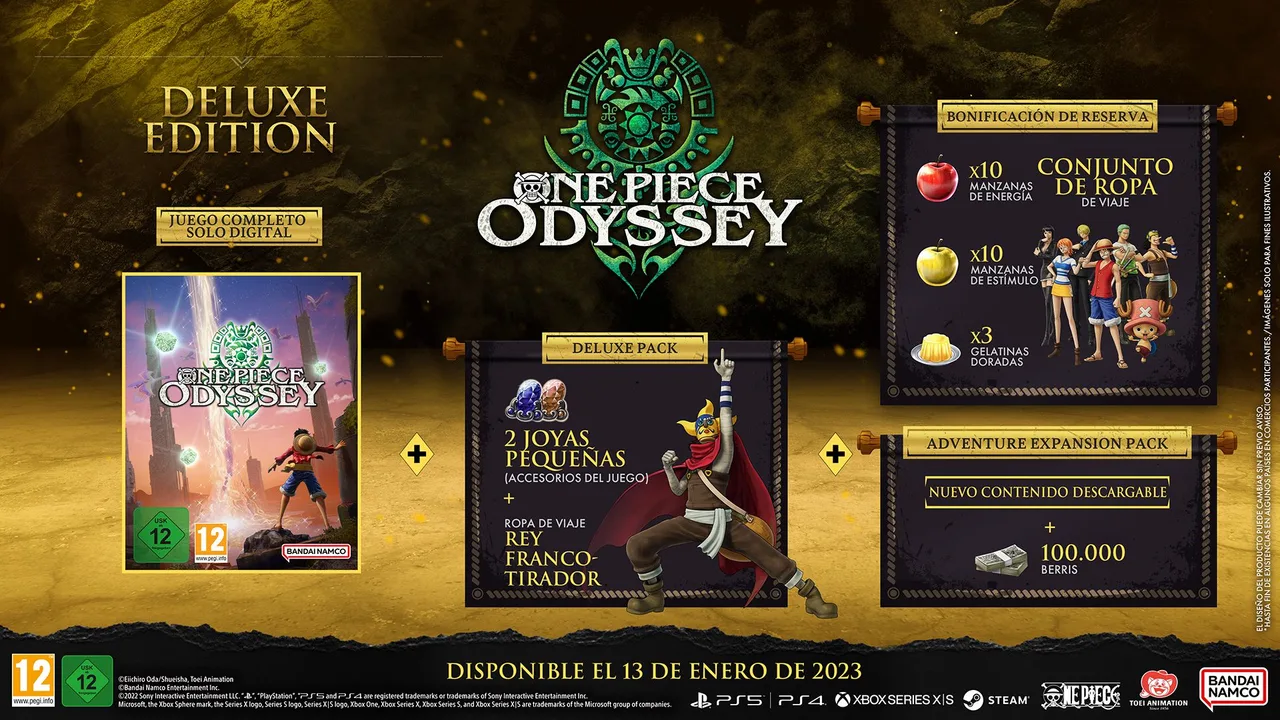 DELUXE
EDITION
JUEGO COMPLETO
SOLO DIGITAL
ONE PIECE
ODYSSEY
USK
12
12
www.pegi.info
BANDAI NAMCO
ONE PIECE
ODYSSEY
DELUXE PACK
2 JOYAS
PEQUEÑAS
(ACCESORIOS DEL JUEGO)
+
ROPA DE VIAJE
REY
FRANCO-
TIRADOR
BONIFICACIÓN DE RESERVA
x10
MANZANAS
DE ENERGÍA
x10
MANZANAS
DE ESTÍMULO
x3
GELATINAS
DORADAS
CONJUNTO
DE ROPA
DE VIAJE
ADVENTURE EXPANSION PACK
NUEVO CONTENIDO DESCARGABLE
+
100.000
BERRIS
EL DISEÑO DEL PRODUCTO PUEDE CAMBIAR SIN PREVIO AVISO.
*HASTA FIN DE EXISTENCIAS EN ALGUNOS PAÍSES EN COMERCIOS PARTICIPANTES / IMÁGENES SOLO PARA FINES ILUSTRATIVOS.
DISPONIBLE EL 13 DE ENERO DE 2023
12
www.pegi.info
USK
12
©Eiichiro Oda/Shueisha, Toei Animation
©Bandai Namco Entertainment Inc.
©2022 Sony Interactive Entertainment LLC. "PS", "PlayStation", "PS5" and "PS4" are registered trademarks or trademarks of Sony Interactive Entertainment Inc.
Microsoft, the Xbox Sphere mark, the Series X logo, Series S logo, Series X|S logo, Xbox One, Xbox Series X, Xbox Series S, and Xbox Series X|S are trademarks of the Microsoft group of companies.
PS5 | PS4 XBOX SERIES X|S STEAM
ONE PIECE
TOEI ANIMATION
Since 1956
BANDAI
NAMCO